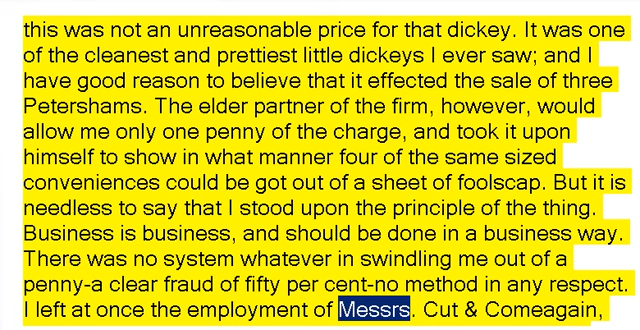 this was not an unreasonable price for that dickey. It was one
of the cleanest and prettiest little dickeys I ever saw; and I
have good reason to believe that it effected the sale of three
Petershams. The elder partner of the firm, however, would
allow me only one penny of the charge, and took it upon
himself to show in what manner four of the same sized
conveniences could be got out of a sheet of foolscap. But it is
needless to say that I stood upon the principle of the thing.
Business is business, and should be done in a business way.
There was no system whatever in swindling me out of a
penny-a clear fraud of fifty per cent-no method in any respect.
I left at once the employment of Messrs. Cut & Comeagain,